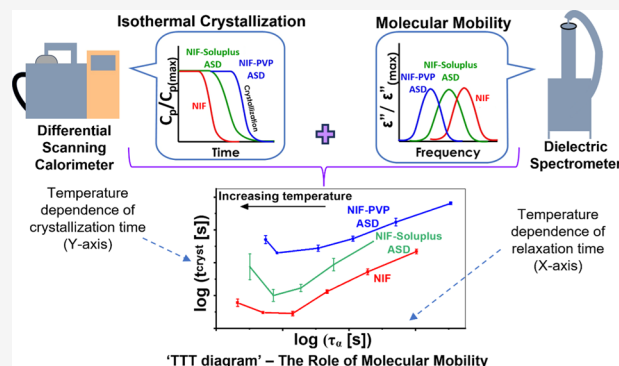 Isothermal Crystallization
Molecular Mobility
Cp/Cp(max)
NIF-Soluplus
ASD
NIF-PVP
ASD
NIF
Crystallization
Time
ε"/ ε"(max)
NIF-Soluplus
ASD
NIF-PVP
ASD
NIF
Frequency
Differential
Scanning
Calorimeter
Dielectric
Spectrometer
Temperature
dependence of
crystallization time
(Y-axis)
Increasing temperature
NIF-PVP
ASD
NIF-Soluplus
ASD
NIF
log (tcryst [s])
log (τα [s])
Temperature
dependence of
relaxation time
(X-axis)
'TTT diagram' – The Role of Molecular Mobility